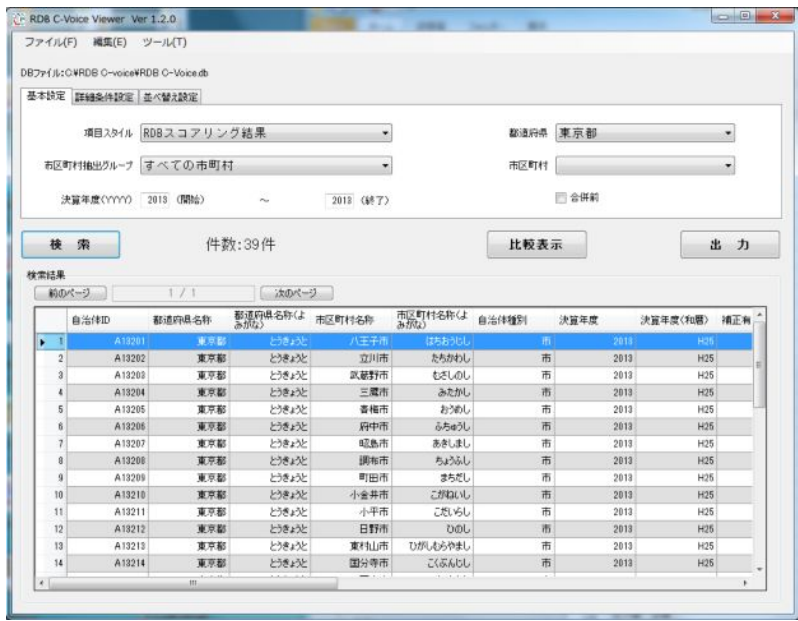 RDB C-Voice Viewer Ver 1.2.0
ファイル(F) 編集(E) ツール(T)
DBファイル:C:¥RDB C-voice¥RDB C-Voice.db
基本設定 詳細条件設定 並べ替え設定
項目スタイル RDBスコアリング結果 都道府県 東京都
市区町村抽出グループ すべての市町村 市区町村
決算年度(YYYY) 2013 (開始) ～ 2013 (終了) 合併前
検 索 件数:39件 比較表示 出 力
検索結果
前のページ 1 / 1 次のページ
自治体ID 都道府県名称 都道府県名称(よみがな) 市区町村名称 市区町村名称(よみがな) 自治体種別 決算年度 決算年度(和暦) 補正有
1 A13201 東京都 とうきょうと 八王子市 はちおうじし 市 2013 H25
2 A13202 東京都 とうきょうと 立川市 たちかわし 市 2013 H25
3 A13203 東京都 とうきょうと 武蔵野市 むさしのし 市 2013 H25
4 A13204 東京都 とうきょうと 三鷹市 みたかし 市 2013 H25
5 A13205 東京都 とうきょうと 青梅市 おうめし 市 2013 H25
6 A13206 東京都 とうきょうと 府中市 ふちゅうし 市 2013 H25
7 A13207 東京都 とうきょうと 昭島市 あきしまし 市 2013 H25
8 A13208 東京都 とうきょうと 調布市 ちょうふし 市 2013 H25
9 A13209 東京都 とうきょうと 町田市 まちだし 市 2013 H25
10 A13210 東京都 とうきょうと 小金井市 こがねいし 市 2013 H25
11 A13211 東京都 とうきょうと 小平市 こだいらし 市 2013 H25
12 A13212 東京都 とうきょうと 日野市 ひのし 市 2013 H25
13 A13213 東京都 とうきょうと 東村山市 ひがしむらやまし 市 2013 H25
14 A13214 東京都 とうきょうと 国分寺市 こくぶんじし 市 2013 H25